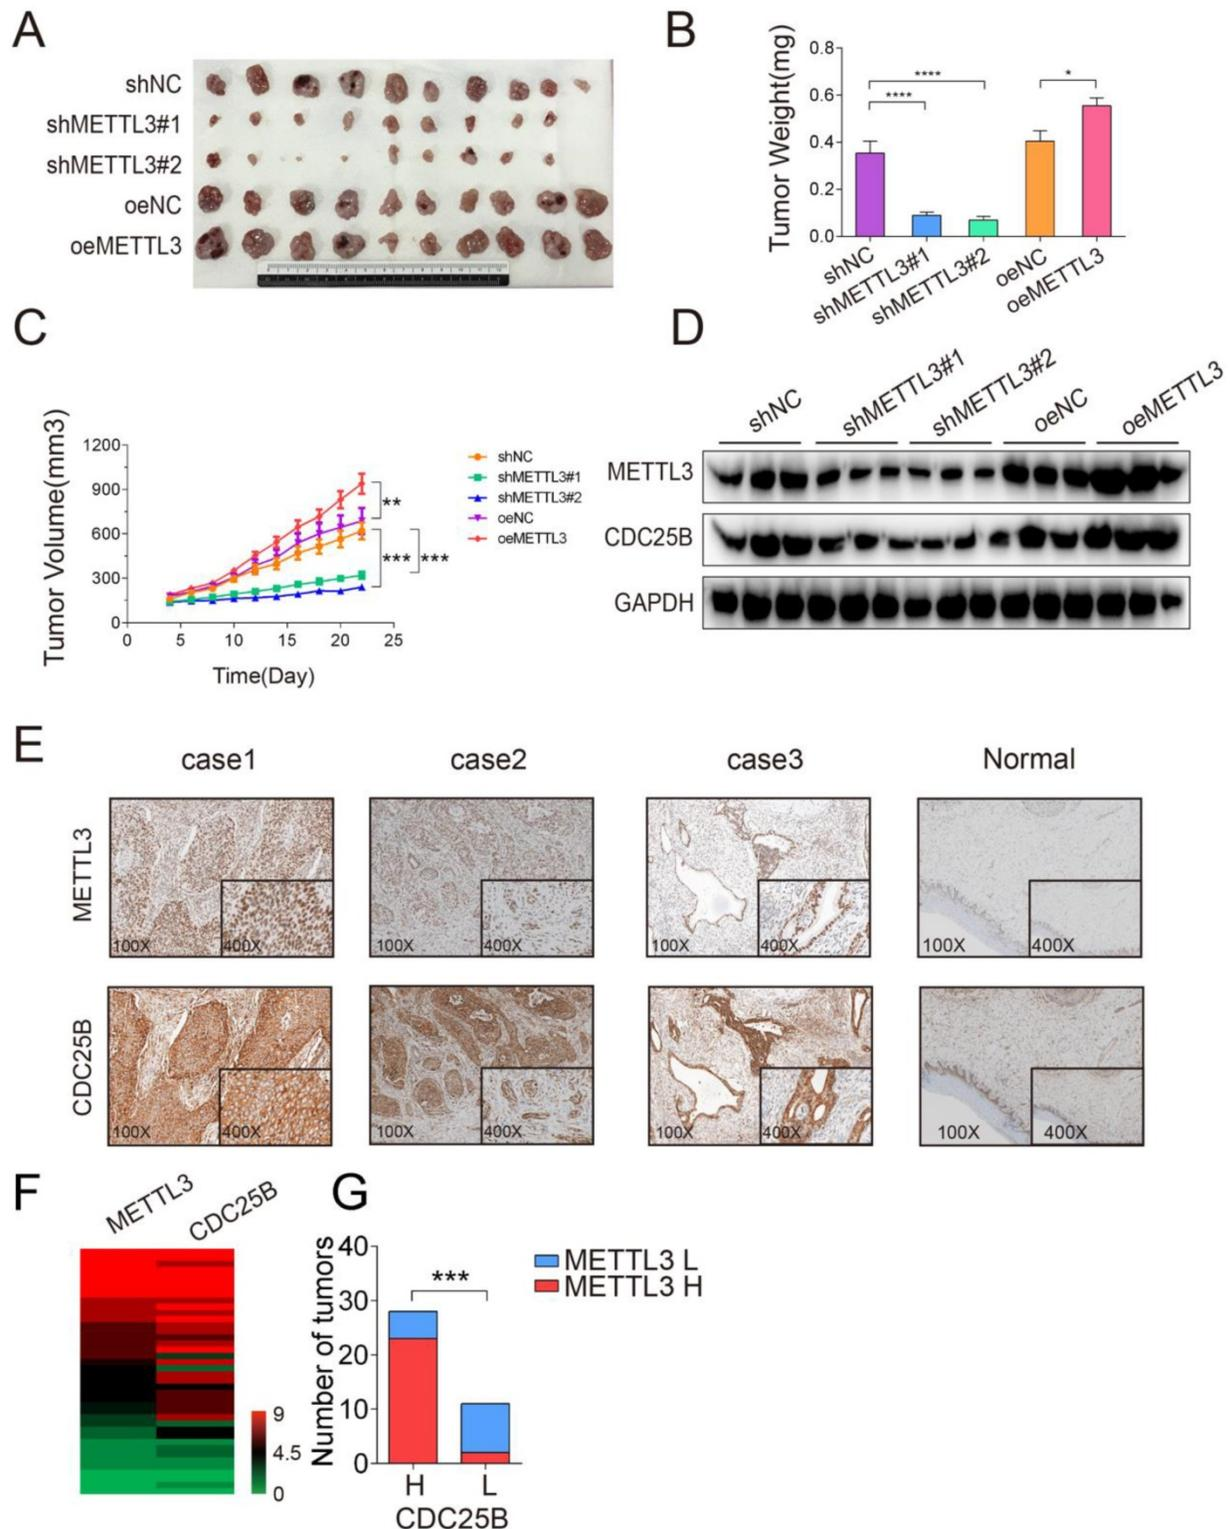 A
shNC
shMETTL3#1
shMETTL3#2
oeNC
oeMETTL3
B
Tumor Weight(mg)
0.8
0.6
0.4
0.2
0.0
****
****
*
shNC
shMETTL3#1
shMETTL3#2
oeNC
oeMETTL3
C
Tumor Volume(mm3)
1200
900
600
300
0
0 5 10 15 20 25
Time(Day)
shNC
shMETTL3#1
shMETTL3#2
oeNC
oeMETTL3
**
*** ***
D
shNC shMETTL3#1 shMETTL3#2 oeNC oeMETTL3
METTL3
CDC25B
GAPDH
E
case1 case2 case3 Normal
METTL3
100X 400X 100X 400X 100X 400X 100X 400X
CDC25B
100X 400X 100X 400X 100X 400X 100X 400X
F
METTL3 CDC25B
9
4.5
0
G
Number of tumors
40
30
20
10
0
***
METTL3 L
METTL3 H
H L
CDC25B